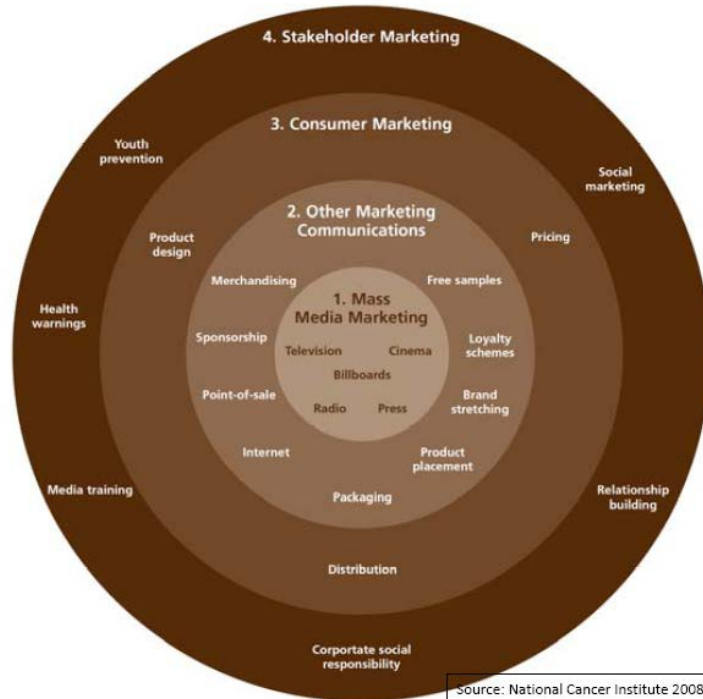 4. Stakeholder Marketing
3. Consumer Marketing
Youth
prevention
Social
marketing
2. Other Marketing
Communications
Product
design
Pricing
Merchandising
Free samples
1. Mass
Media Marketing
Health
warnings
Sponsorship
Television
Cinema
Loyalty
schemes
Billboards
Point-of-sale
Brand
stretching
Radio
Press
Internet
Product
placement
Media training
Packaging
Relationship
building
Distribution
Corportate social
responsibility
Source: National Cancer Institute 2008